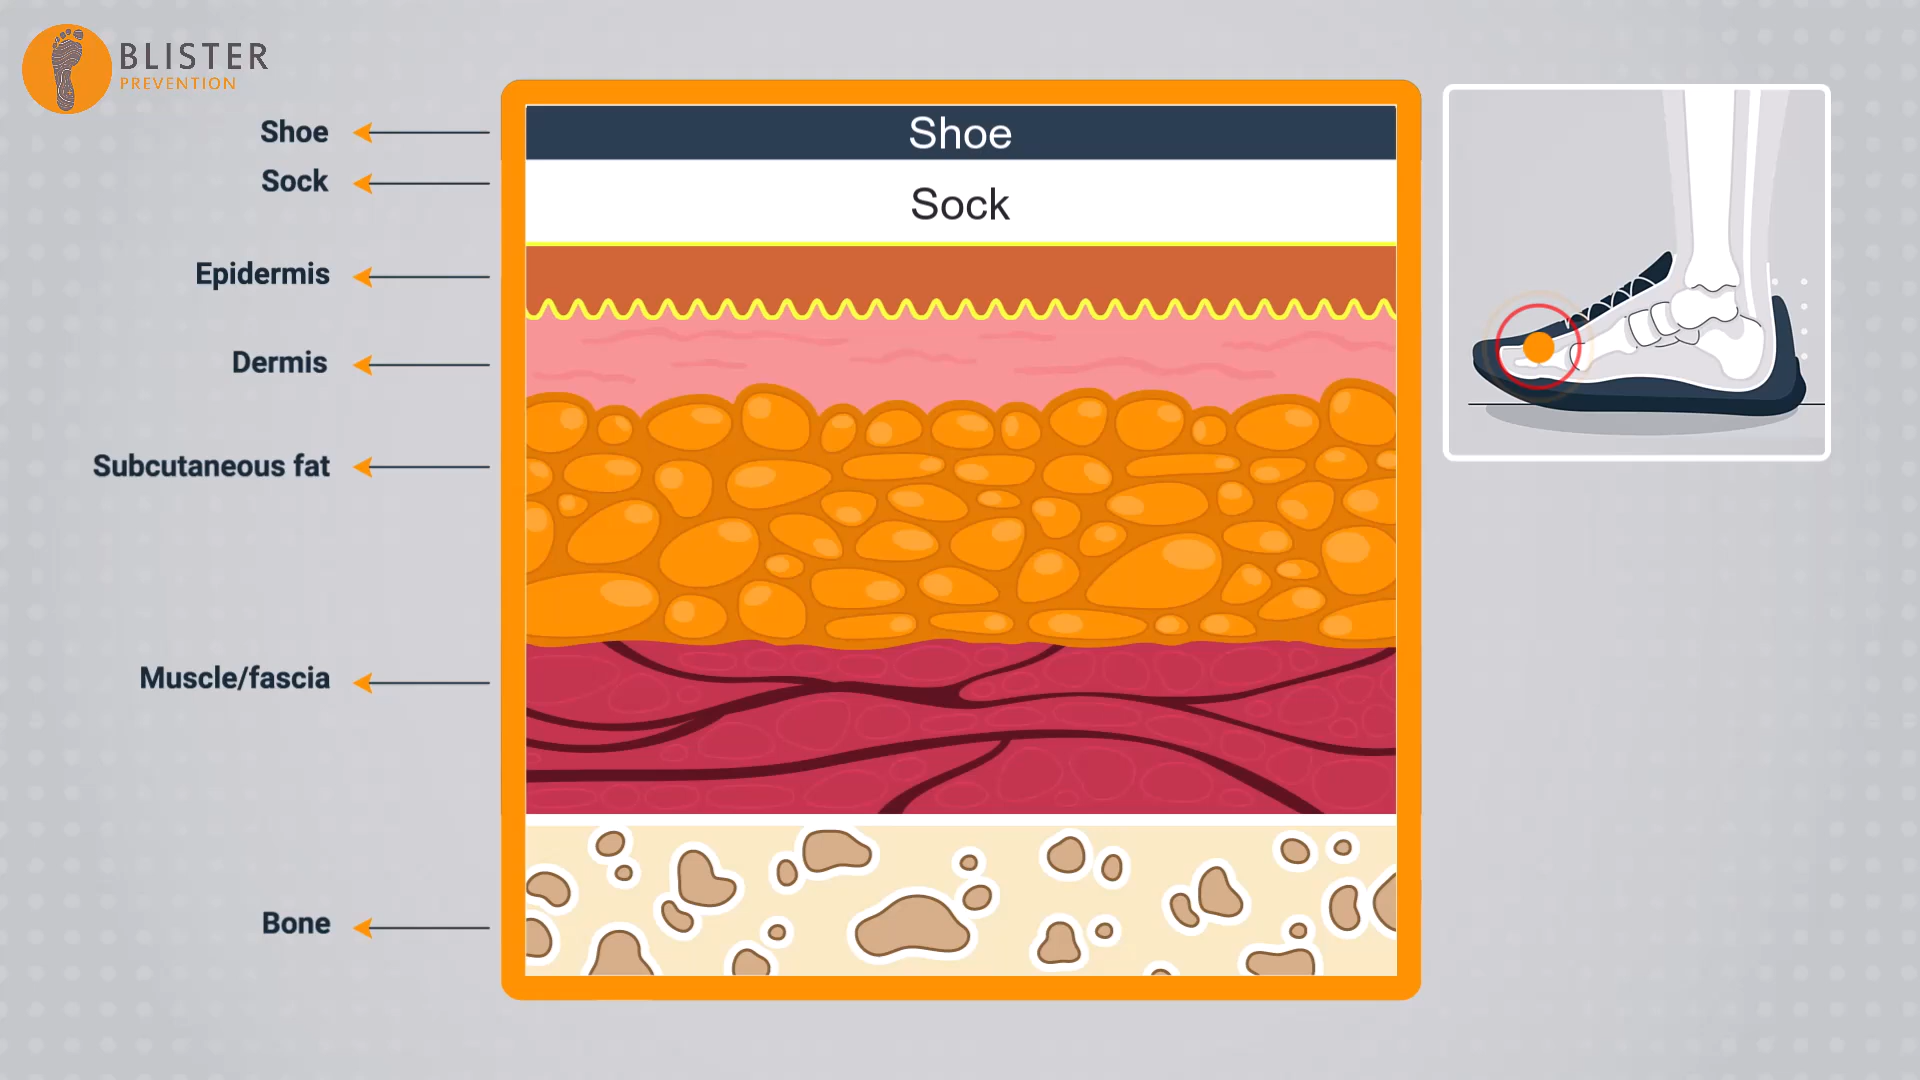 BLISTER
PREVENTION
Shoe
Shoe
Sock
Sock
Epidermis
Dermis
Subcutaneous fat
Muscle/fascia
Bone